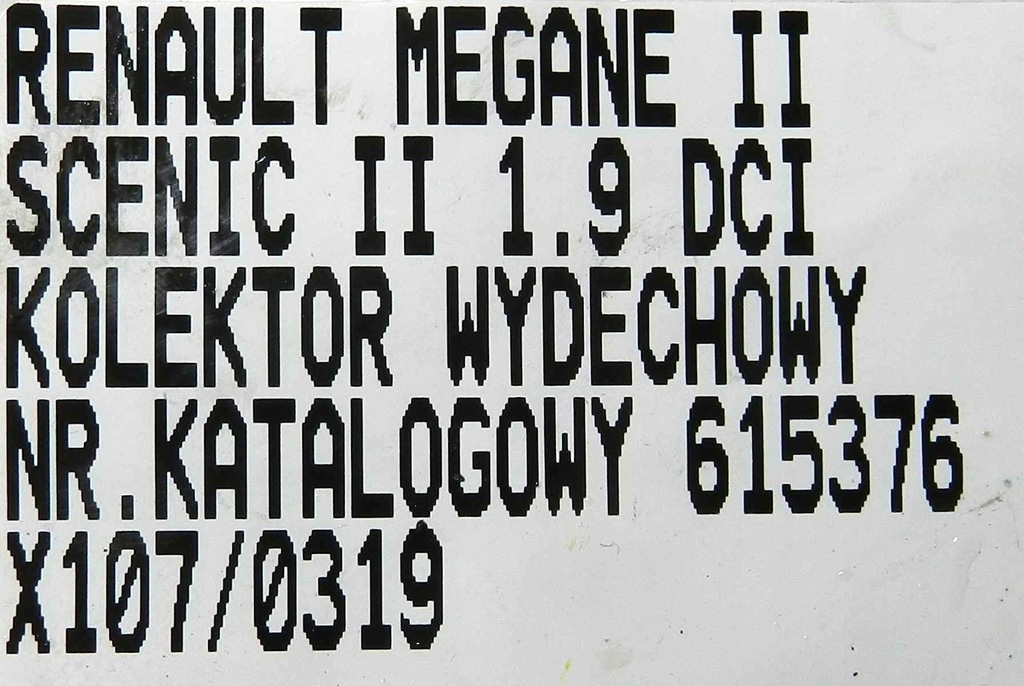 RENAULT MEGANE II
SCENIC II 1.9 DCI
KOLEKTOR WYDECHOWY
NR.KATALOGOWY 615376
X107/0319